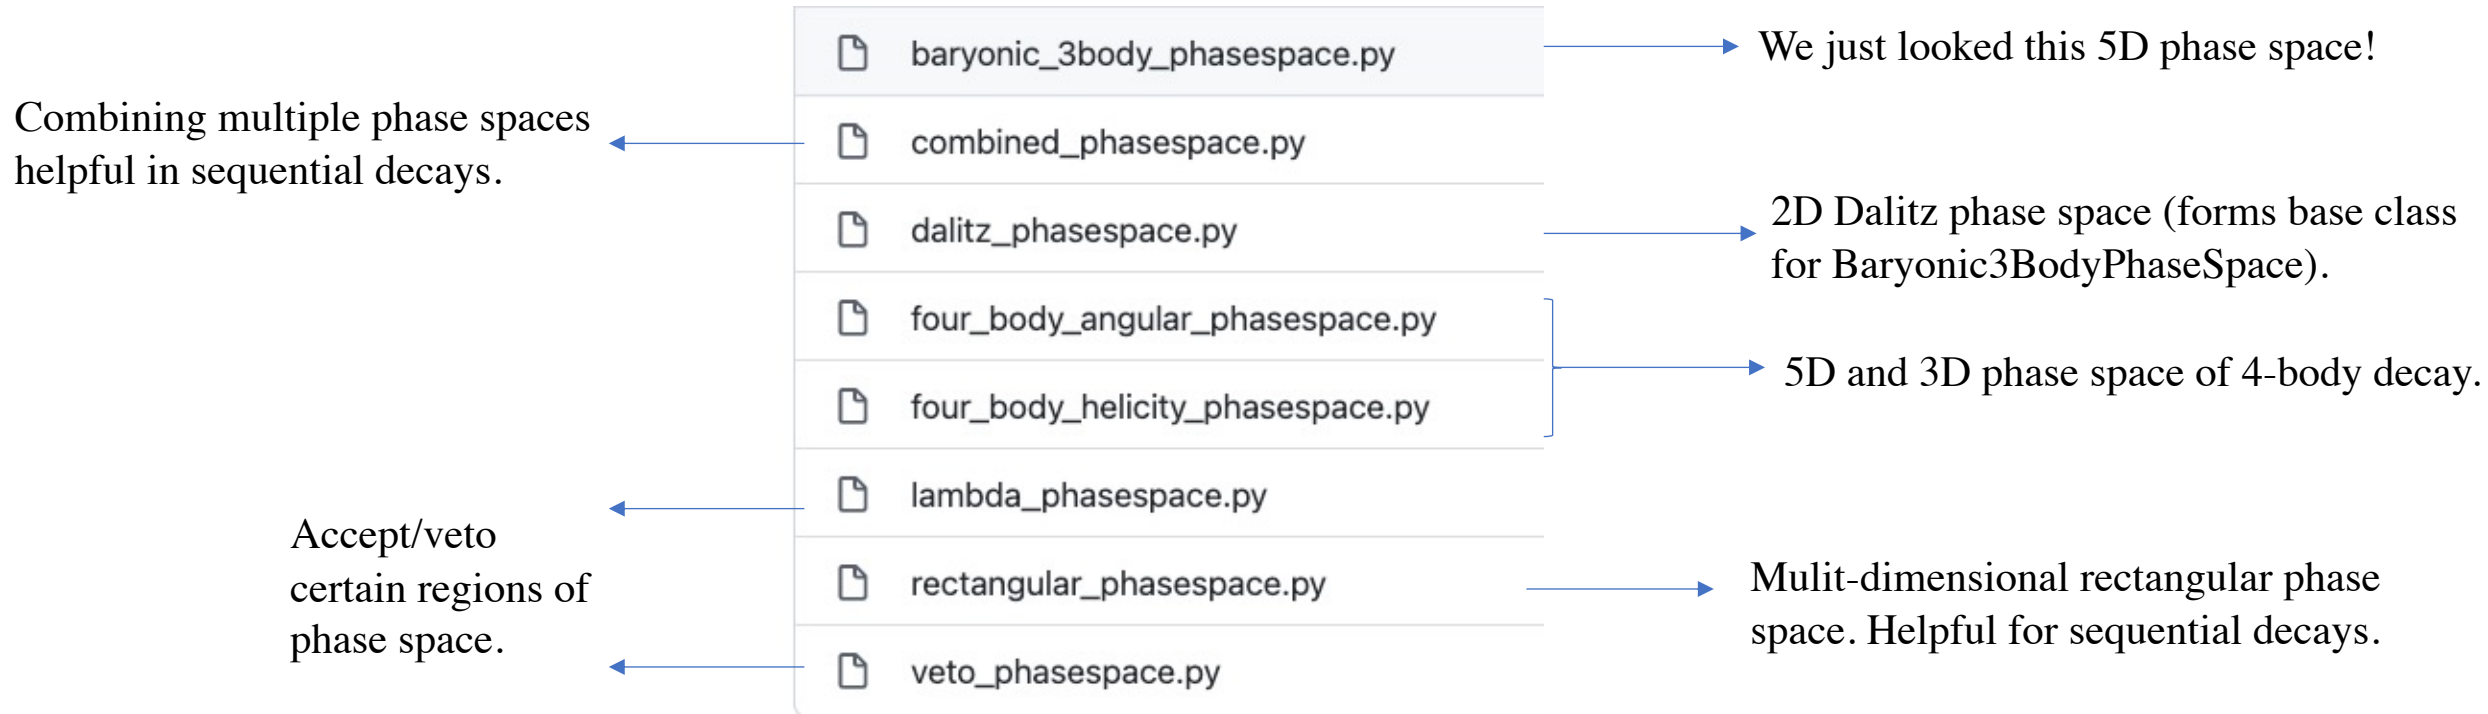 baryonic_3body_phasespace.py
We just looked this 5D phase space!
Combining multiple phase spaces
helpful in sequential decays.
combined_phasespace.py
dalitz_phasespace.py
2D Dalitz phase space (forms base class
for Baryonic3BodyPhaseSpace).
four_body_angular_phasespace.py
four_body_helicity_phasespace.py
5D and 3D phase space of 4-body decay.
lambda_phasespace.py
Accept/veto
certain regions of
phase space.
rectangular_phasespace.py
Mulit-dimensional rectangular phase
space. Helpful for sequential decays.
veto_phasespace.py